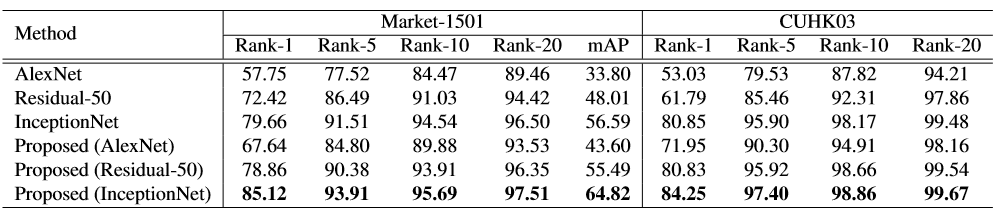 Method Market-1501 CUHK03
Rank-1 Rank-5 Rank-10 Rank-20 mAP Rank-1 Rank-5 Rank-10 Rank-20
AlexNet 57.75 77.52 84.47 89.46 33.80 53.03 79.53 87.82 94.21
Residual-50 72.42 86.49 91.03 94.42 48.01 61.79 85.46 92.31 97.86
InceptionNet 79.66 91.51 94.54 96.50 56.59 80.85 95.90 98.17 99.48
Proposed (AlexNet) 67.64 84.80 89.88 93.53 43.60 71.95 90.30 94.91 98.16
Proposed (Residual-50) 78.86 90.38 93.91 96.35 55.49 80.83 95.92 98.66 99.54
Proposed (InceptionNet) 85.12 93.91 95.69 97.51 64.82 84.25 97.40 98.86 99.67